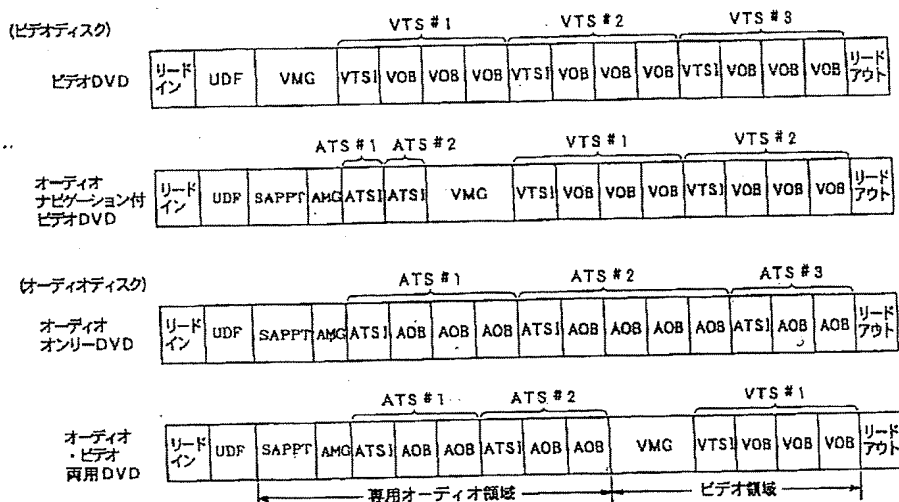 (ビデオディスク)
VTS #1 VTS #2 VTS #3
ビデオDVD
リードイン UDF VMG VTSI VOB VOB VOB VTSI VOB VOB VOB VTSI VOB VOB VOB リードアウト
ATS #1 ATS #2 VTS #1 VTS #2
オーディオ
ナビゲーション付
ビデオDVD
リードイン UDF SAPPT AMG ATSI ATSI VMG VTSI VOB VOB VOB VTSI VOB VOB VOB リードアウト
(オーディオディスク)
ATS #1 ATS #2 ATS #3
オーディオ
オンリーDVD
リードイン UDF SAPPT AMG ATSI AOB AOB AOB ATSI AOB AOB AOB AOB ATSI AOB AOB リードアウト
ATS #1 ATS #2 VTS #1
オーディオ
・ビデオ
両用DVD
リードイン UDF SAPPT AMG ATSI AOB AOB ATSI AOB AOB VMG VTSI VOB VOB VOB リードアウト
専用オーディオ領域 ビデオ領域